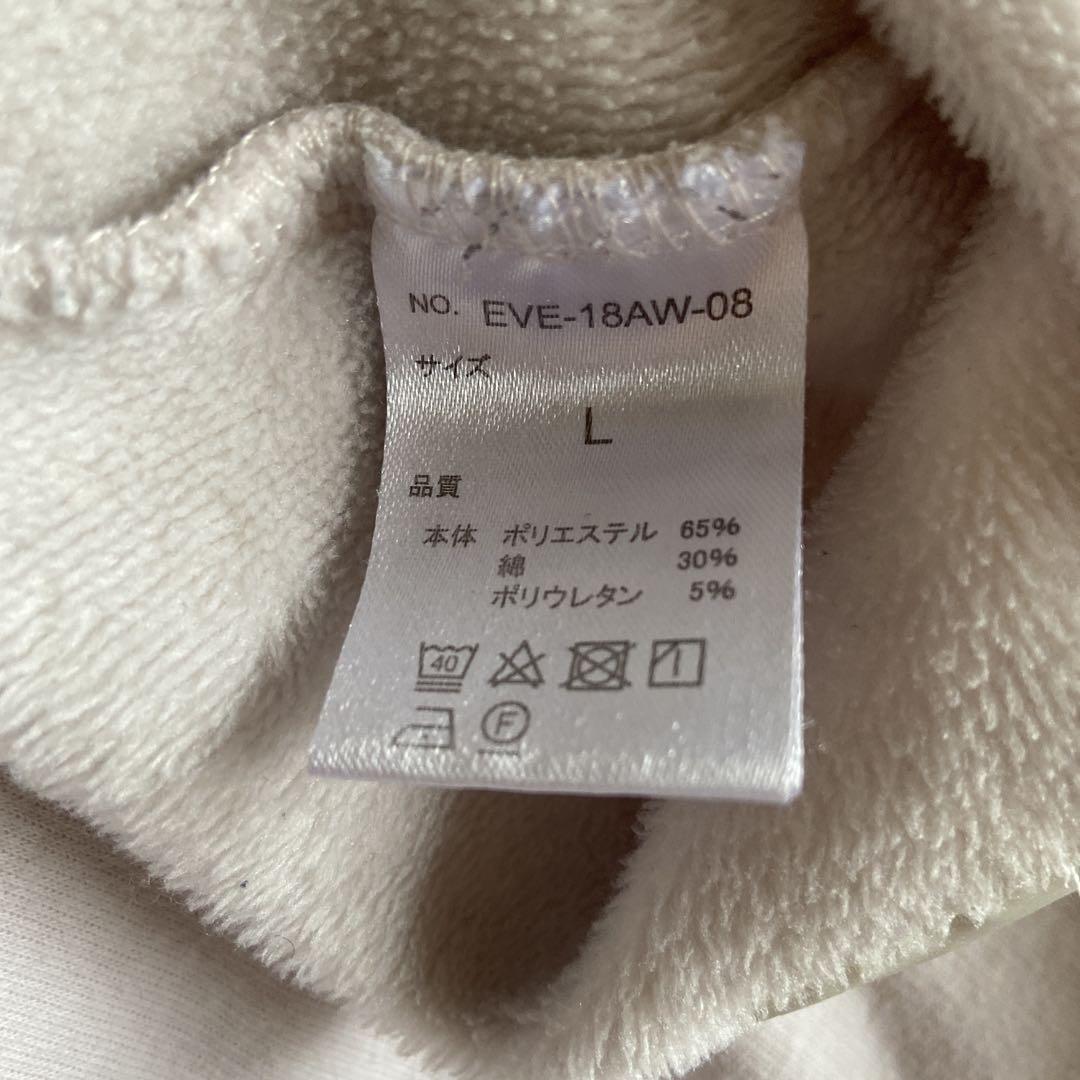 NO. EVE-18AW-08
サイズ
L
品質
本体 ポリエステル 65%
綿 30%
ポリウレタン 5%
40
F